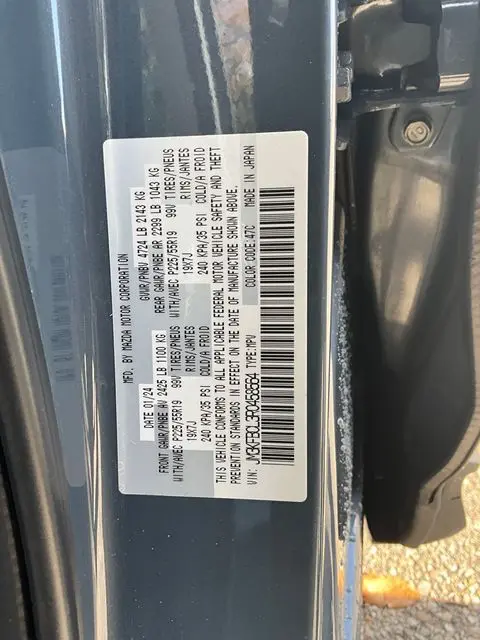 MFD. BY MAZDA MOTOR CORPORATION
DATE 01/24 GVWR/PNBV 4724 LB 2143 KG
FRONT GAWR/PNBE AV 2425 LB 1100 KG REAR GAWR/PNBE AR 2299 LB 1043 KG
WITH/AVEC P225/55R19 99V TIRES/PNEUS WITH/AVEC P225/55R19 99V TIRES/PNEUS
19X7J RIMS/JANTES 19X7J RIMS/JANTES
240 KPA/35 PSI COLD/A FROID 240 KPA/35 PSI COLD/A FROID
THIS VEHICLE CONFORMS TO ALL APPLICABLE FEDERAL MOTOR VEHICLE SAFETY AND THEFT
PREVENTION STANDARDS IN EFFECT ON THE DATE OF MANUFACTURE SHOWN ABOVE.
VIN: JM3KFBCL3R0468664 TYPE:MPV COLOR CODE:47C MADE IN JAPAN